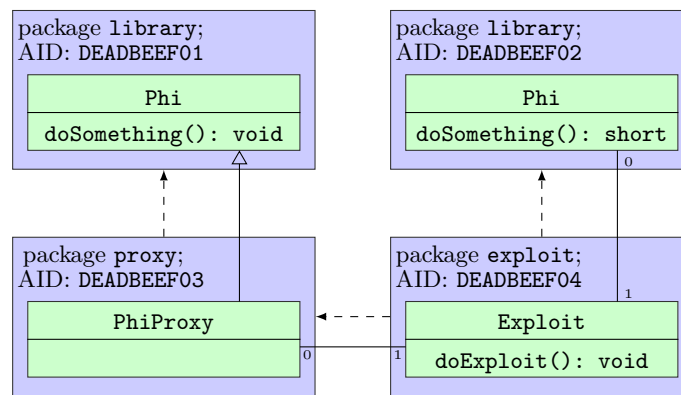 package library;
AID: DEADBEEF01
Phi
doSomething(): void
package library;
AID: DEADBEEF02
Phi
doSomething(): short
0
package proxy;
AID: DEADBEEF03
PhiProxy
0
package exploit;
AID: DEADBEEF04
1
Exploit
1
doExploit(): void